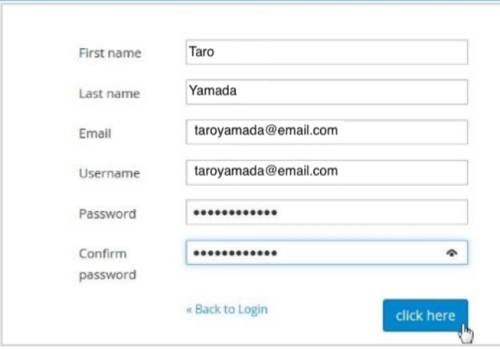 First name Taro
Last name Yamada
Email taroyamada@email.com
Username taroyamada@email.com
Password ••••••••••••
Confirm password ••••••••••••
« Back to Login click here